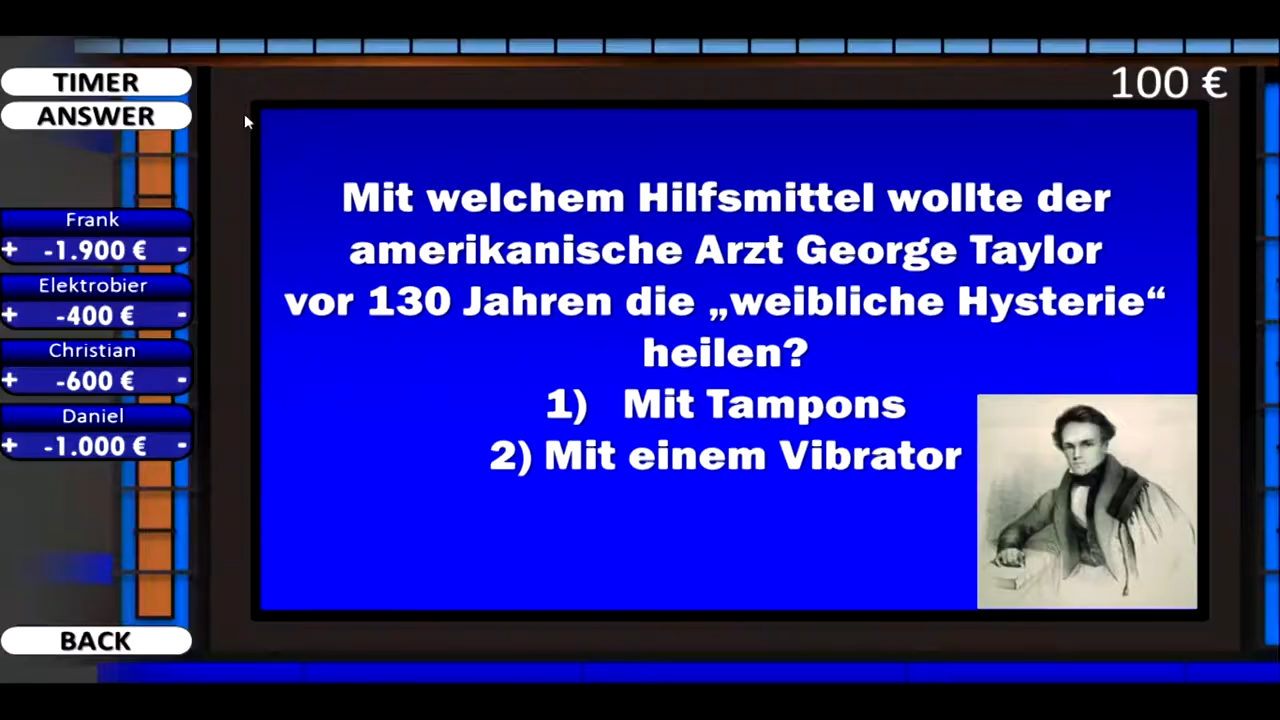 100 €
TIMER
ANSWER
Mit welchem Hilfsmittel wollte der
amerikanische Arzt George Taylor
vor 130 Jahren die „weibliche Hysterie“
heilen?
1) Mit Tampons
2) Mit einem Vibrator
Frank
+ -1.900 € -
Elektrobier
+ -400 € -
Christian
+ -600 € -
Daniel
+ -1.000 € -
BACK